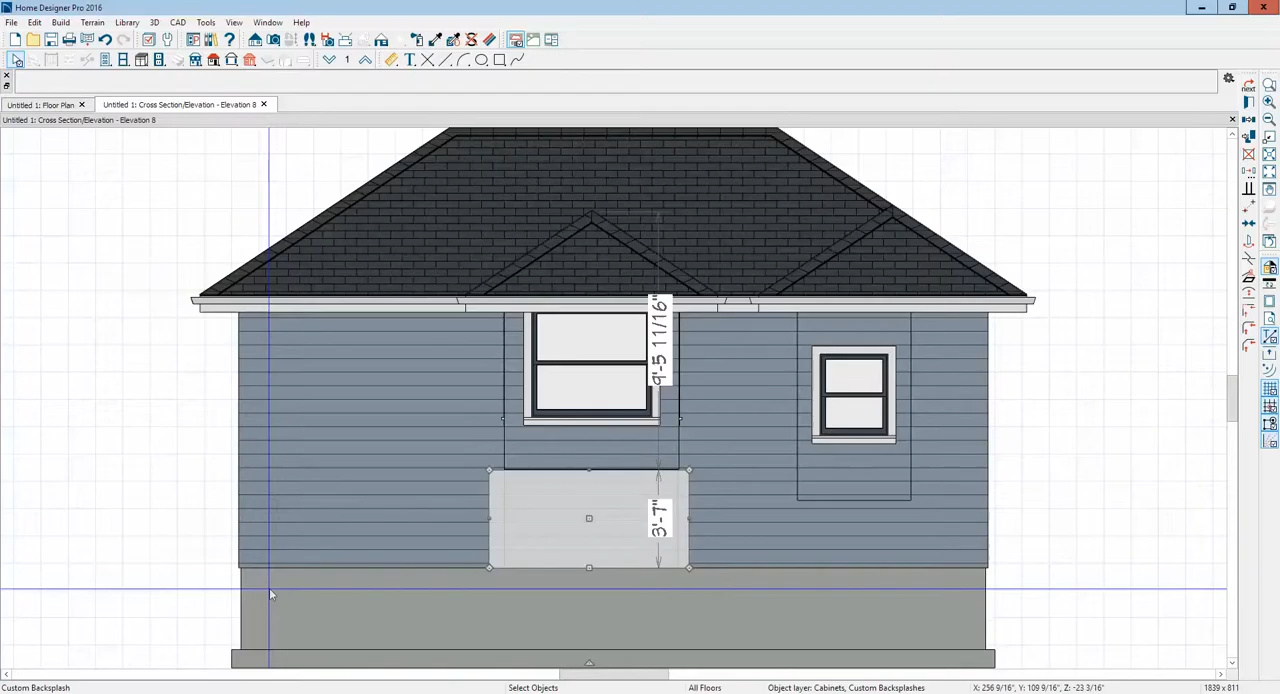 Home Designer Pro 2016
File Edit Build Terrain Library 3D CAD Tools View Window Help
1
next
Untitled 1: Floor Plan Untitled 1: Cross Section/Elevation - Elevation 8
Untitled 1: Cross Section/Elevation - Elevation 8
9'-5 11/16"
3'-7"
Custom Backsplash Select Objects All Floors Object layer: Cabinets, Custom Backsplashes X: 256 9/16", Y: 109 9/16", Z: -23 3/16" 1839 x 811